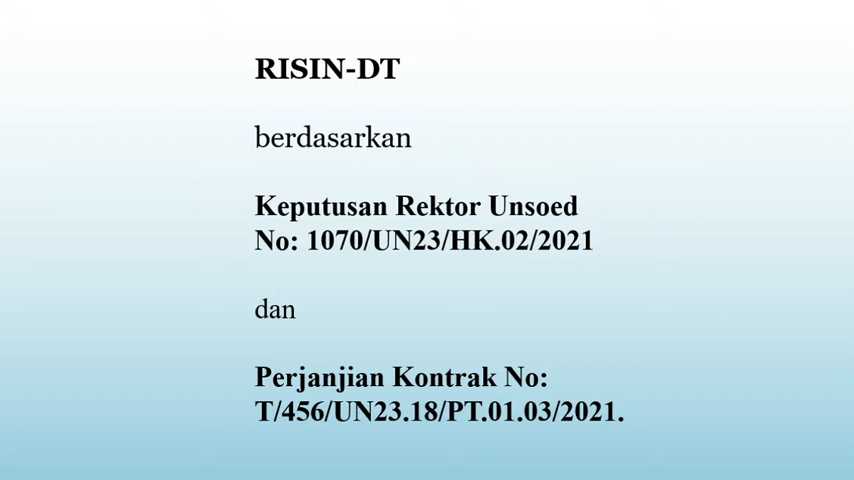 RISIN-DT
berdasarkan
Keputusan Rektor Unsoed
No: 1070/UN23/HK.02/2021
dan
Perjanjian Kontrak No:
T/456/UN23.18/PT.01.03/2021.